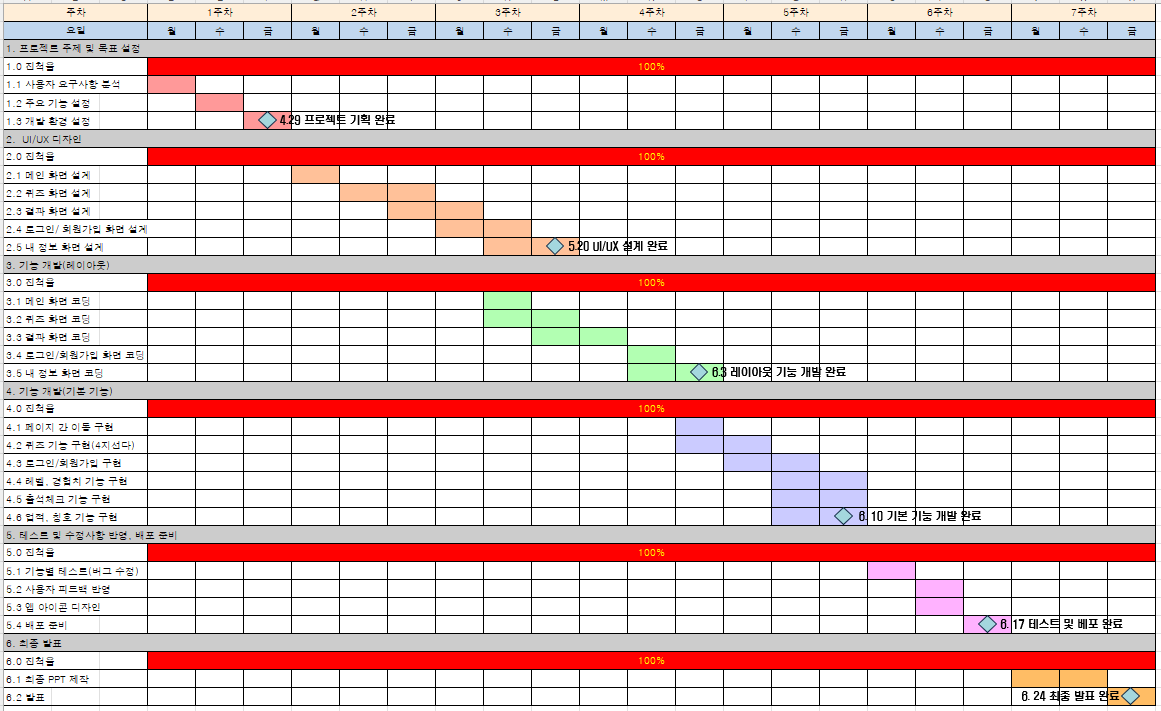 주차 1주차 2주차 3주차 4주차 5주차 6주차 7주차
요일 월 수 금 월 수 금 월 수 금 월 수 금 월 수 금 월 수 금 월 수 금
1. 프로젝트 주제 및 목표 설정
1.0 진척율 100%
1.1 사용자 요구사항 분석
1.2 주요 기능 설정
1.3 개발 환경 설정 4.29 프로젝트 기획 완료
2. UI/UX 디자인
2.0 진척율 100%
2.1 메인 화면 설계
2.2 퀴즈 화면 설계
2.3 결과 화면 설계
2.4 로그인/ 회원가입 화면 설계
2.5 내 정보 화면 설계 5.20 UI/UX 설계 완료
3. 기능 개발(레이아웃)
3.0 진척율 100%
3.1 메인 화면 코딩
3.2 퀴즈 화면 코딩
3.3 결과 화면 코딩
3.4 로그인/회원가입 화면 코딩
3.5 내 정보 화면 코딩 6.3 레이아웃 기능 개발 완료
4. 기능 개발(기본 기능)
4.0 진척율 100%
4.1 페이지 간 이동 구현
4.2 퀴즈 기능 구현(4지선다)
4.3 로그인/회원가입 구현
4.4 레벨, 경험치 기능 구현
4.5 출석체크 기능 구현
4.6 업적, 칭호 기능 구현 6. 10 기본 기능 개발 완료
5. 테스트 및 수정사항 반영, 배포 준비
5.0 진척율 100%
5.1 기능별 테스트(버그 수정)
5.2 사용자 피드백 반영
5.3 앱 아이콘 디자인
5.4 배포 준비 6. 17 테스트 및 베포 완료
6. 최종 발표
6.0 진척율 100%
6.1 최종 PPT 제작
6.2 발표 6. 24 최종 발표 완료